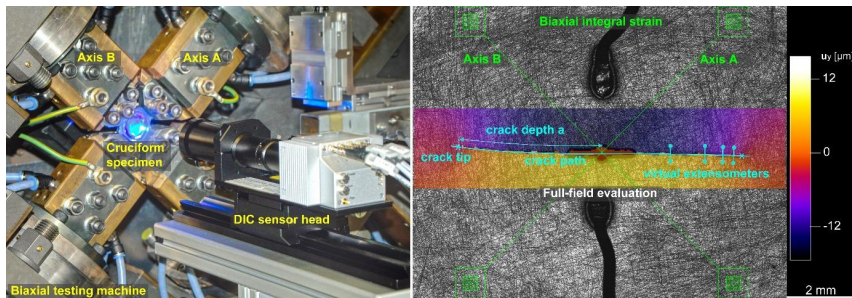 Axis B
Axis A
Cruciform
specimen
DIC sensor head
Biaxial testing machine
Biaxial integral strain
Axis B
Axis A
crack depth a
crack tip
crack path
virtual extensometers
Full-field evaluation
uy [µm]
12
0
-12
2 mm